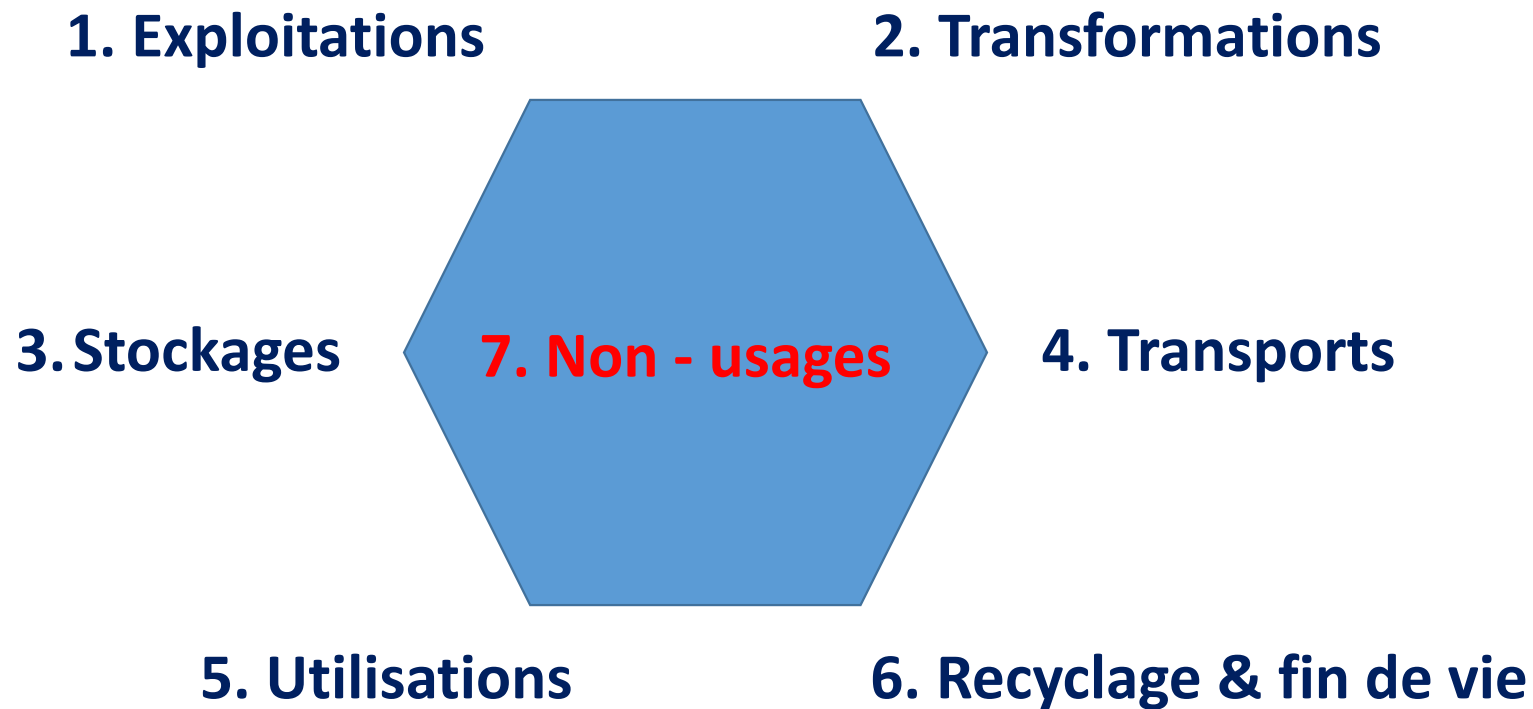 1. Exploitations
2. Transformations
3. Stockages
7. Non - usages
4. Transports
5. Utilisations
6. Recyclage & fin de vie